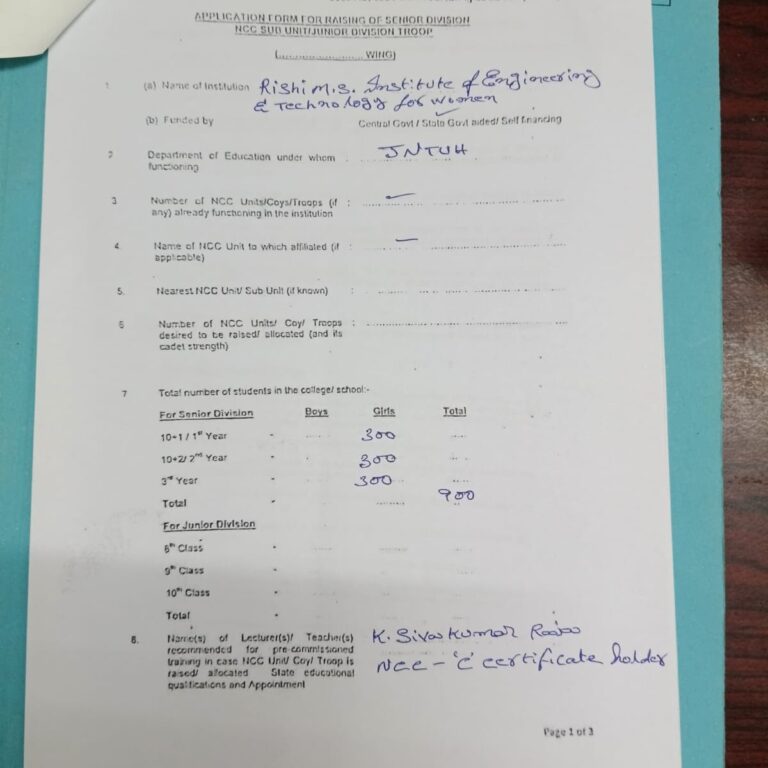 APPLICATION FORM FOR RAISING OF SENIOR DIVISION
NCC SUB UNIT/JUNIOR DIVISION TROOP
(........................ WING)
1 (a) Name of Institution Rishi M.S. Institute of Engineering
& Technology for women
(b) Funded by Central Govt / State Govt aided/ Self financing
2 Department of Education under whom JNTUH
functioning
3 Number of NCC Units/Coys/Troops (if : –
any) already functioning in the institution
4. Name of NCC Unit to which affiliated (if : –
applicable)
5. Nearest NCC Unit/ Sub Unit (if known) :
6 Number of NCC Units/ Coy/ Troops :
desired to be raised/ allocated (and its
cadet strength)
7 Total number of students in the college/ school:-
For Senior Division Boys Girls Total
10+1 / 1st Year - 300
10+2/ 2nd Year - 300
3rd Year - 300
Total - 900
For Junior Division
8th Class -
9th Class -
10th Class -
Total -
8. Name(s) of Lecturer(s)/ Teacher(s) K. Siva Kumar
recommended for pre-commissioned NCC - 'C' certificate holder
training in case NCC Unit/ Coy/ Troop is
raised/ allocated State educational
qualifications and Appointment
Page 1 of 3